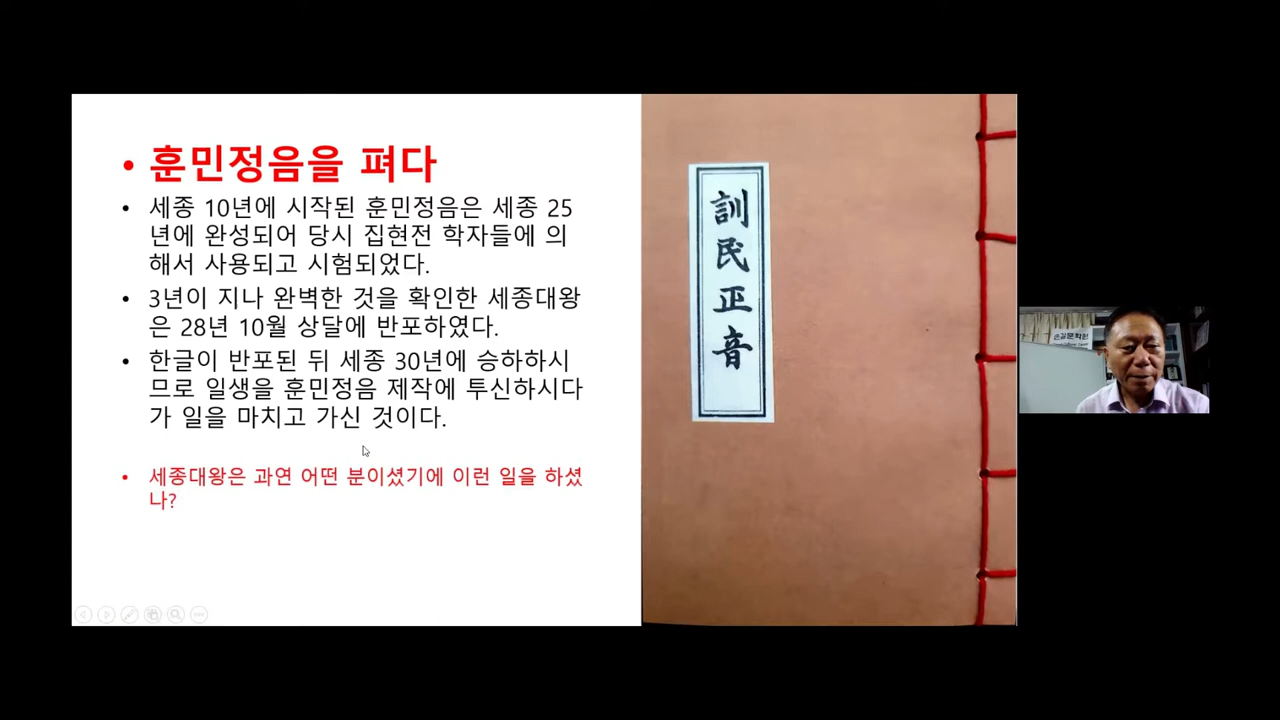 • 훈민정음을 펴다
• 세종 10년에 시작된 훈민정음은 세종 25
년에 완성되어 당시 집현전 학자들에 의
해서 사용되고 시험되었다.
• 3년이 지나 완벽한 것을 확인한 세종대왕
은 28년 10월 상달에 반포하였다.
• 한글이 반포된 뒤 세종 30년에 승하하시
므로 일생을 훈민정음 제작에 투신하시다
가 일을 마치고 가신 것이다.
• 세종대왕은 과연 어떤 분이셨기에 이런 일을 하셨
나?
訓民正音